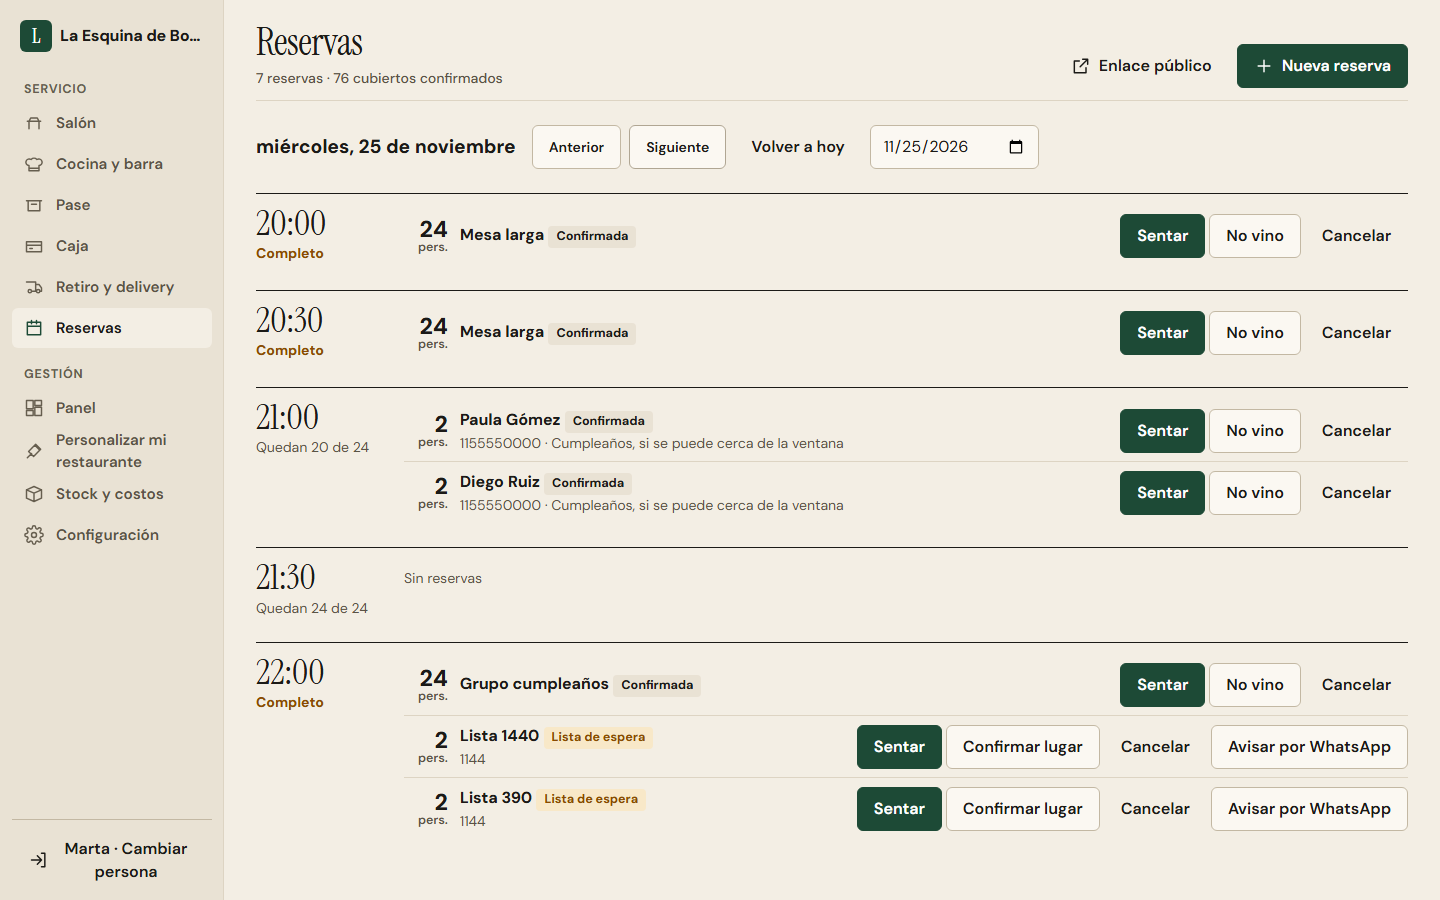 L La Esquina de Bo...
SERVICIO
Salón
Cocina y barra
Pase
Caja
Retiro y delivery
Reservas
GESTIÓN
Panel
Personalizar mi
restaurante
Stock y costos
Configuración
Marta · Cambiar
persona
Reservas
7 reservas · 76 cubiertos confirmados
Enlace público
Nueva reserva
miércoles, 25 de noviembre
Anterior
Siguiente
Volver a hoy
11/25/2026
20:00
Completo
24
pers.
Mesa larga Confirmada
Sentar
No vino
Cancelar
20:30
Completo
24
pers.
Mesa larga Confirmada
Sentar
No vino
Cancelar
21:00
Quedan 20 de 24
2
pers.
Paula Gómez Confirmada
1155550000 · Cumpleaños, si se puede cerca de la ventana
Sentar
No vino
Cancelar
2
pers.
Diego Ruiz Confirmada
1155550000 · Cumpleaños, si se puede cerca de la ventana
Sentar
No vino
Cancelar
21:30
Quedan 24 de 24
Sin reservas
22:00
Completo
24
pers.
Grupo cumpleaños Confirmada
Sentar
No vino
Cancelar
2
pers.
Lista 1440 Lista de espera
1144
Sentar
Confirmar lugar
Cancelar
Avisar por WhatsApp
2
pers.
Lista 390 Lista de espera
1144
Sentar
Confirmar lugar
Cancelar
Avisar por WhatsApp